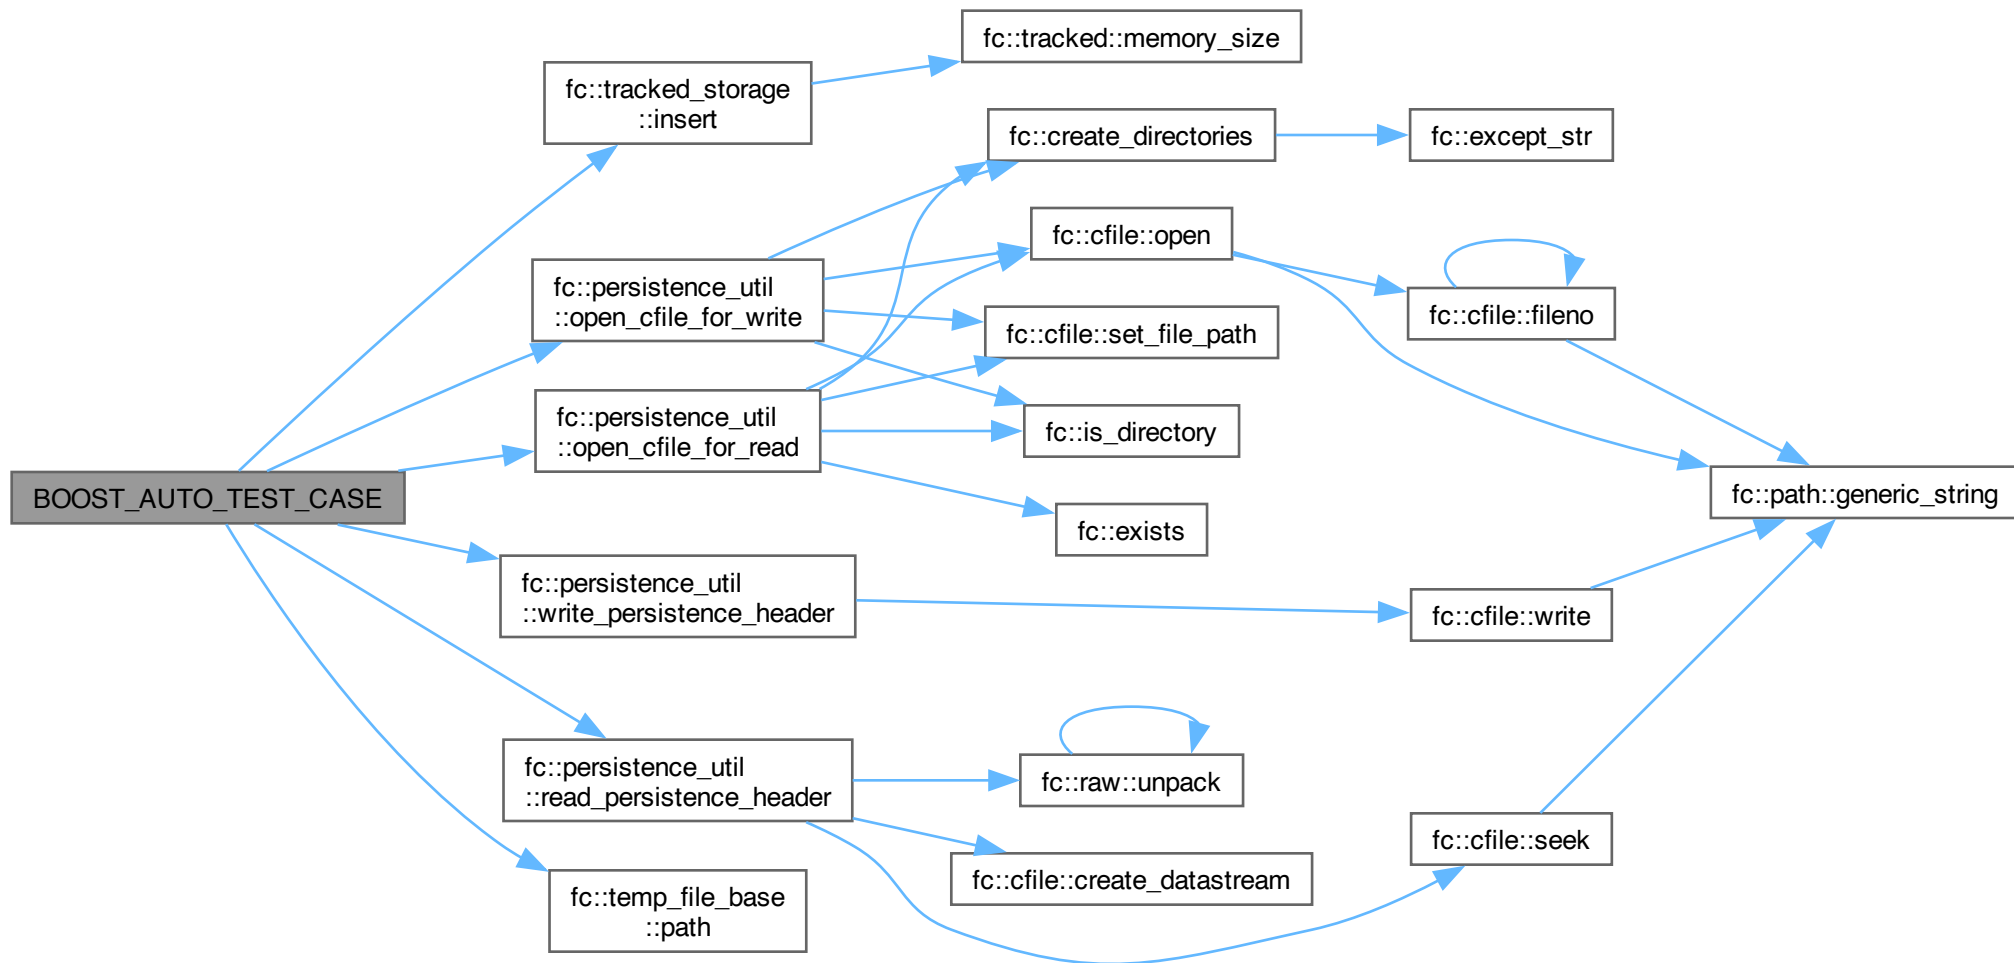 BOOST_AUTO_TEST_CASE
fc::tracked_storage
::insert
fc::tracked::memory_size
fc::persistence_util
::open_cfile_for_write
fc::create_directories
fc::except_str
fc::cfile::open
fc::cfile::fileno
fc::path::generic_string
fc::cfile::set_file_path
fc::is_directory
fc::persistence_util
::open_cfile_for_read
fc::exists
fc::persistence_util
::write_persistence_header
fc::cfile::write
fc::persistence_util
::read_persistence_header
fc::raw::unpack
fc::cfile::create_datastream
fc::cfile::seek
fc::temp_file_base
::path